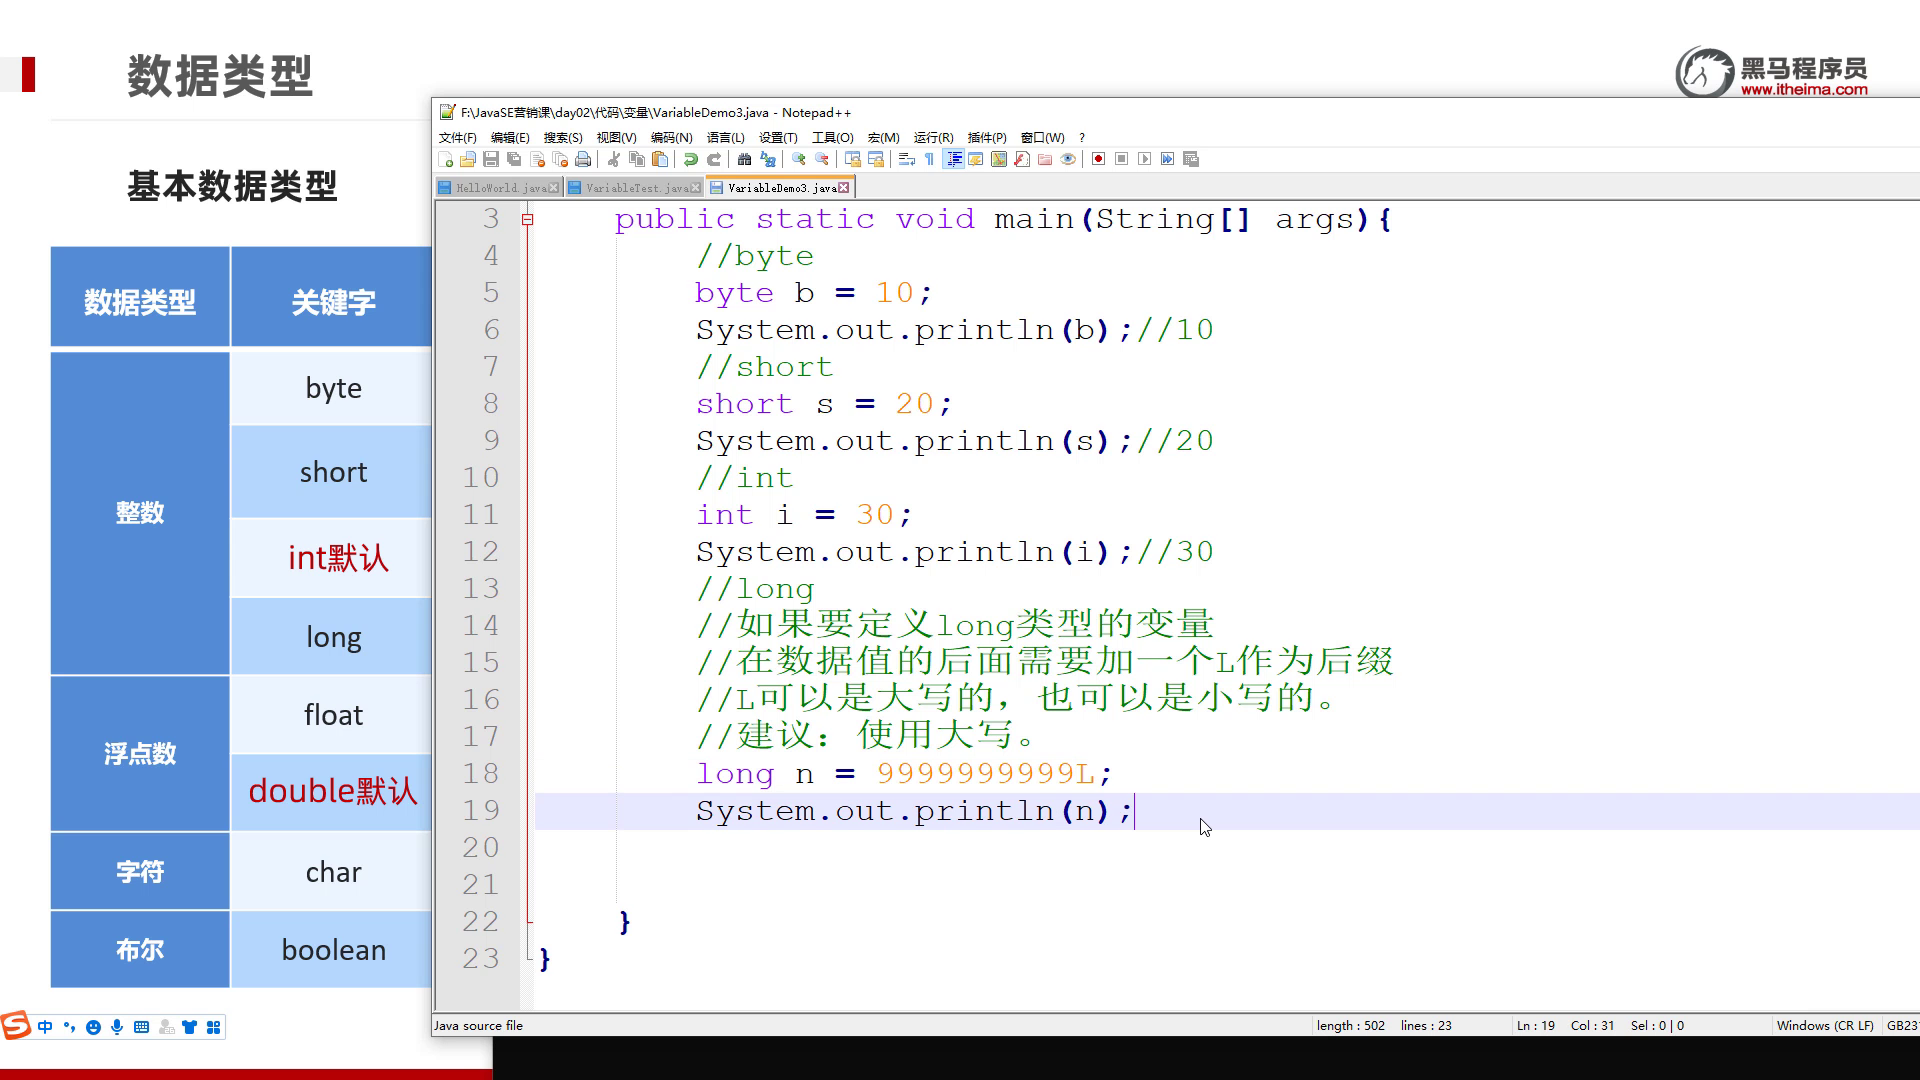 数据类型
黑马程序员
www.itheima.com
基本数据类型
数据类型 关键字
整数
byte
short
int默认
long
浮点数
float
double默认
字符 char
布尔 boolean
F:\JavaSE营销课\day02\代码\变量\VariableDemo3.java - Notepad++
文件(F) 编辑(E) 搜索(S) 视图(V) 编码(N) 语言(L) 设置(T) 工具(O) 宏(M) 运行(R) 插件(P) 窗口(W) ?
HelloWorld.java VariableTest.java VariableDemo3.java
3 public static void main(String[] args){
4 //byte
5 byte b = 10;
6 System.out.println(b);//10
7 //short
8 short s = 20;
9 System.out.println(s);//20
10 //int
11 int i = 30;
12 System.out.println(i);//30
13 //long
14 //如果要定义long类型的变量
15 //在数据值的后面需要加一个L作为后缀
16 //L可以是大写的，也可以是小写的。
17 //建议：使用大写。
18 long n = 9999999999L;
19 System.out.println(n);
20
21
22 }
23 }
Java source file length : 502 lines : 23 Ln : 19 Col : 31 Sel : 0 | 0 Windows (CR LF) GB231
中